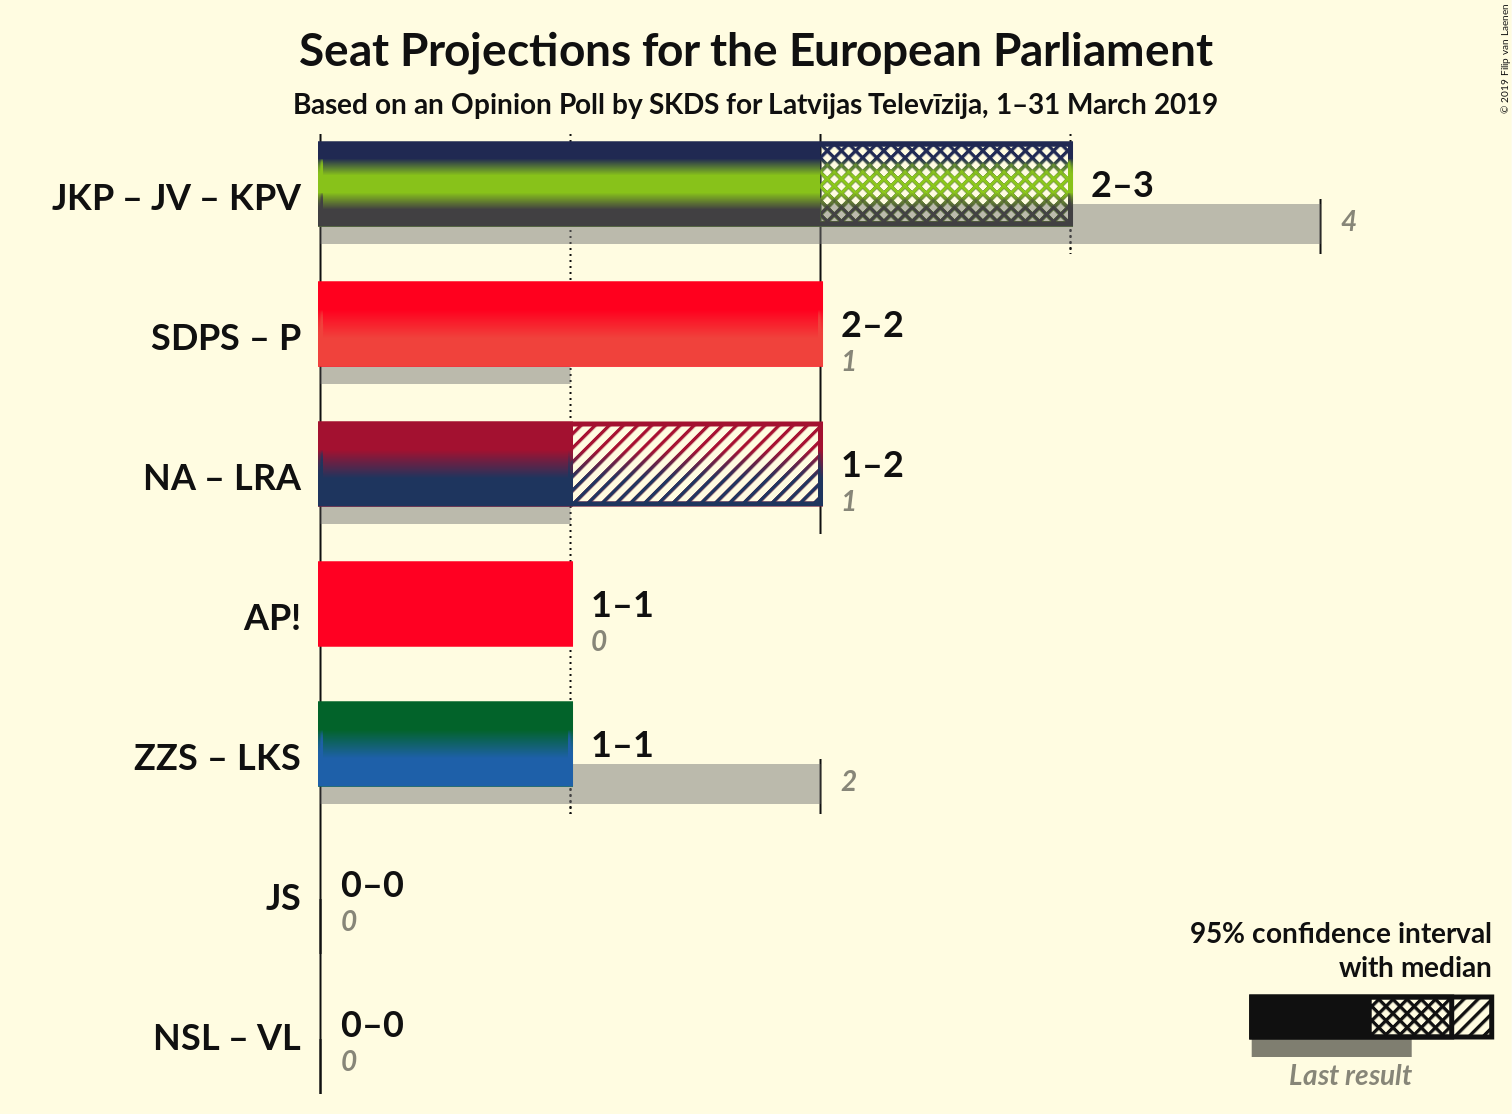 Seat Projections for the European Parliament
Based on an Opinion Poll by SKDS for Latvijas Televīzija, 1–31 March 2019
© 2019 Filip van Laenen
JKP – JV – KPV
2–3
4
SDPS – P
2–2
1
NA – LRA
1–2
1
AP!
1–1
0
ZZS – LKS
1–1
2
JS
0–0
0
NSL – VL
0–0
0
95% confidence interval
with median
Last result